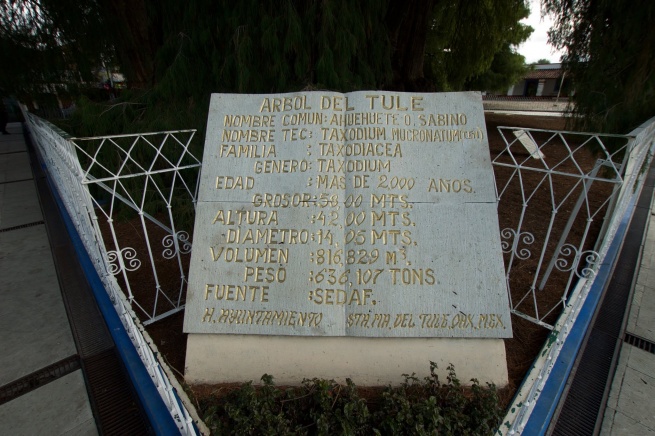 ARBOL DEL TULE
NOMBRE COMUN: AHUEHUETE O SABINO
NOMBRE TEC: TAXODIUM MUCRONATUM
FAMILIA : TAXODIACEA
GENERO: TAXODIUM
EDAD : MAS DE 2000 AÑOS.
GROSOR: 58,00 MTS.
ALTURA : 42,00 MTS.
DIAMETRO: 14,05 MTS.
VOLUMEN : 816,829 M³.
PESO : 636,107 TONS.
FUENTE : SEDAF.
H. AYUNTAMIENTO STA. MA. DEL TULE, OAX. MEX.